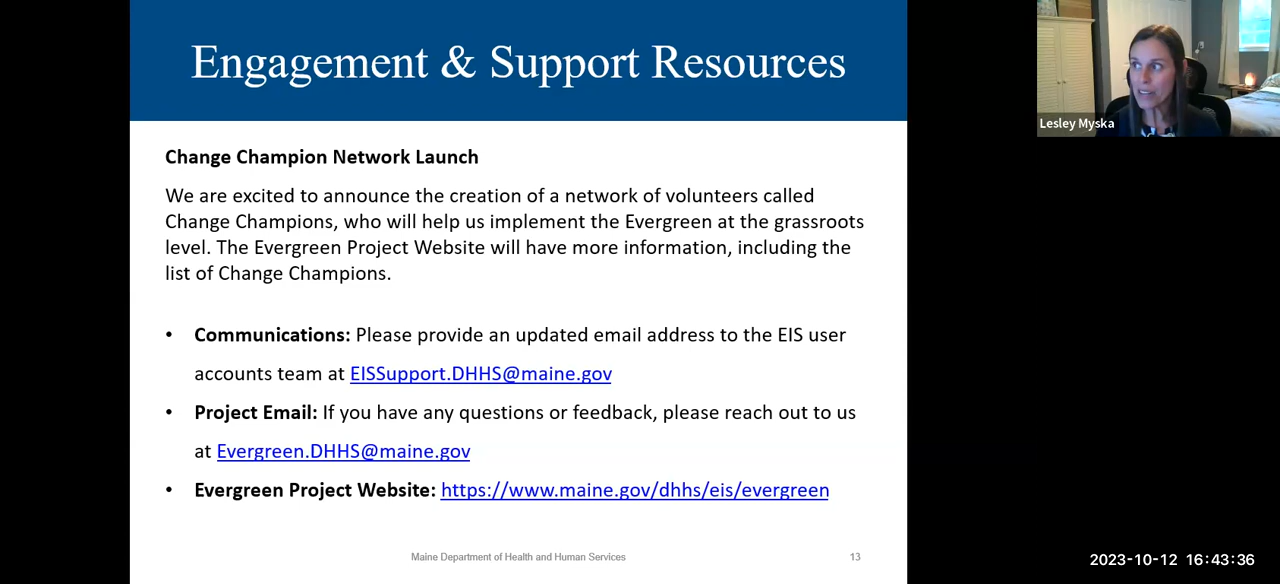 Engagement & Support Resources
Lesley Myska
Change Champion Network Launch
We are excited to announce the creation of a network of volunteers called
Change Champions, who will help us implement the Evergreen at the grassroots
level. The Evergreen Project Website will have more information, including the
list of Change Champions.
• Communications: Please provide an updated email address to the EIS user
accounts team at EISSupport.DHHS@maine.gov
• Project Email: If you have any questions or feedback, please reach out to us
at Evergreen.DHHS@maine.gov
• Evergreen Project Website: https://www.maine.gov/dhhs/eis/evergreen
Maine Department of Health and Human Services
13
2023-10-12 16:43:36